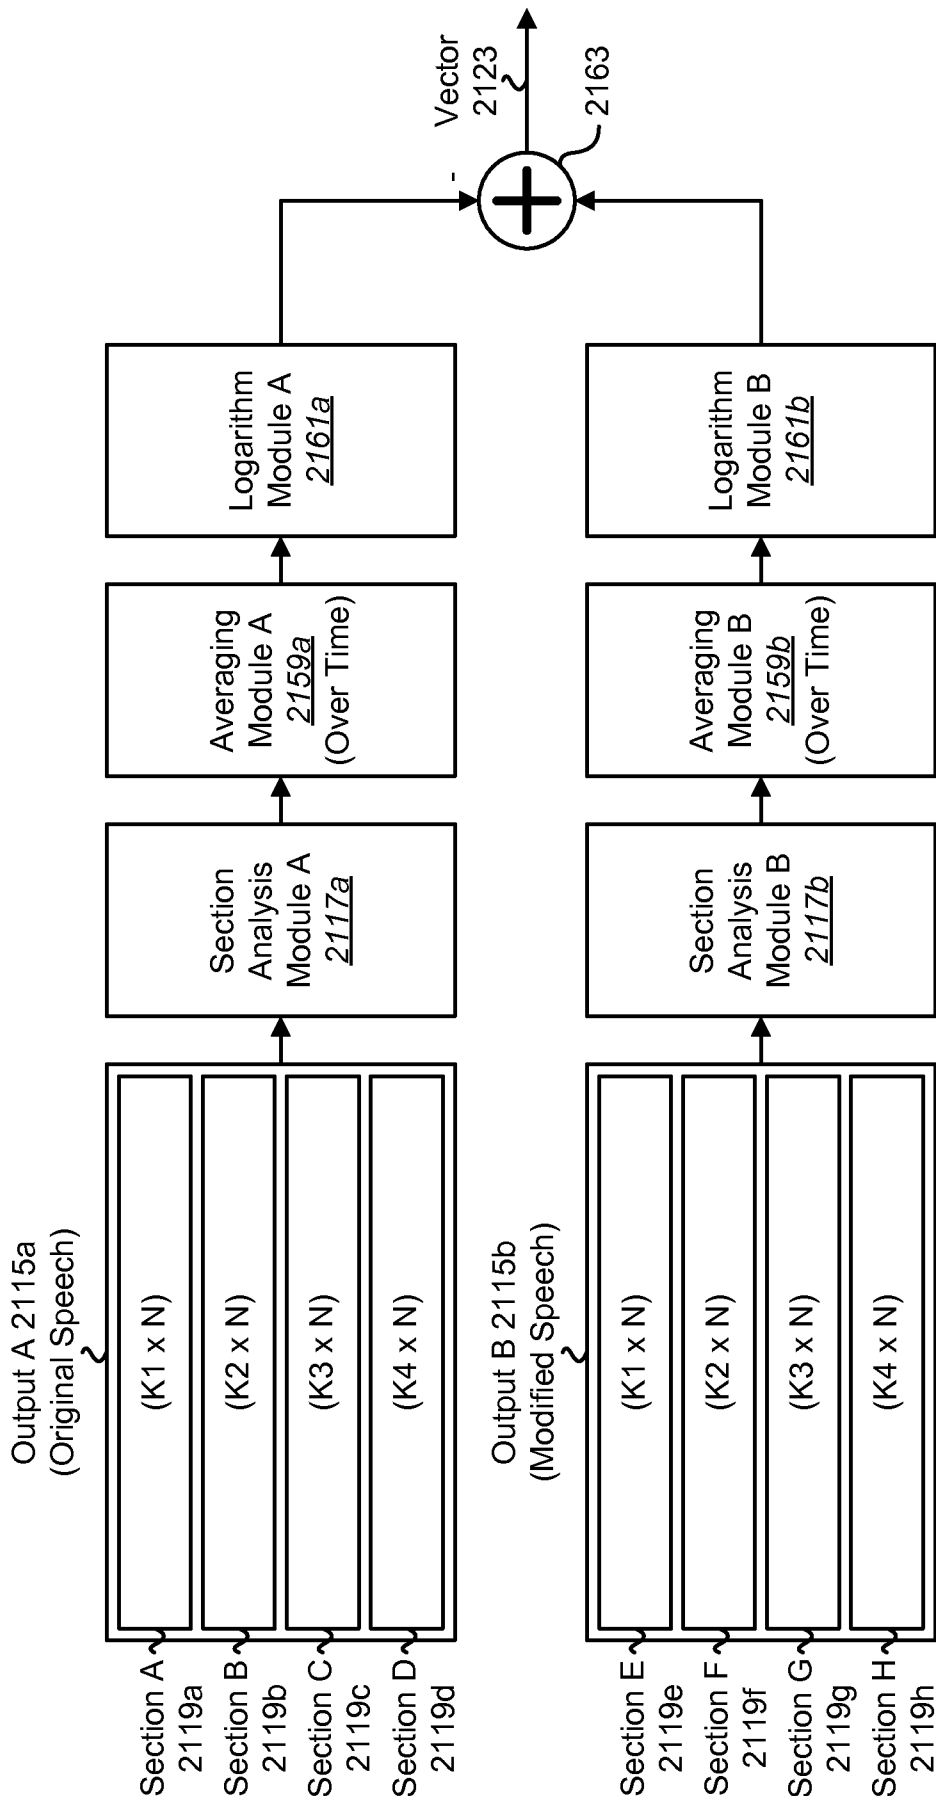 Output A 2115a
(Original Speech)
Section A
2119a
(K1 x N)
Section B
2119b
(K2 x N)
Section C
2119c
(K3 x N)
Section D
2119d
(K4 x N)
Section
Analysis
Module A
2117a
Averaging
Module A
2159a
(Over Time)
Logarithm
Module A
2161a
-
Vector
2123
2163
Output B 2115b
(Modified Speech)
Section E
2119e
(K1 x N)
Section F
2119f
(K2 x N)
Section G
2119g
(K3 x N)
Section H
2119h
(K4 x N)
Section
Analysis
Module B
2117b
Averaging
Module B
2159b
(Over Time)
Logarithm
Module B
2161b